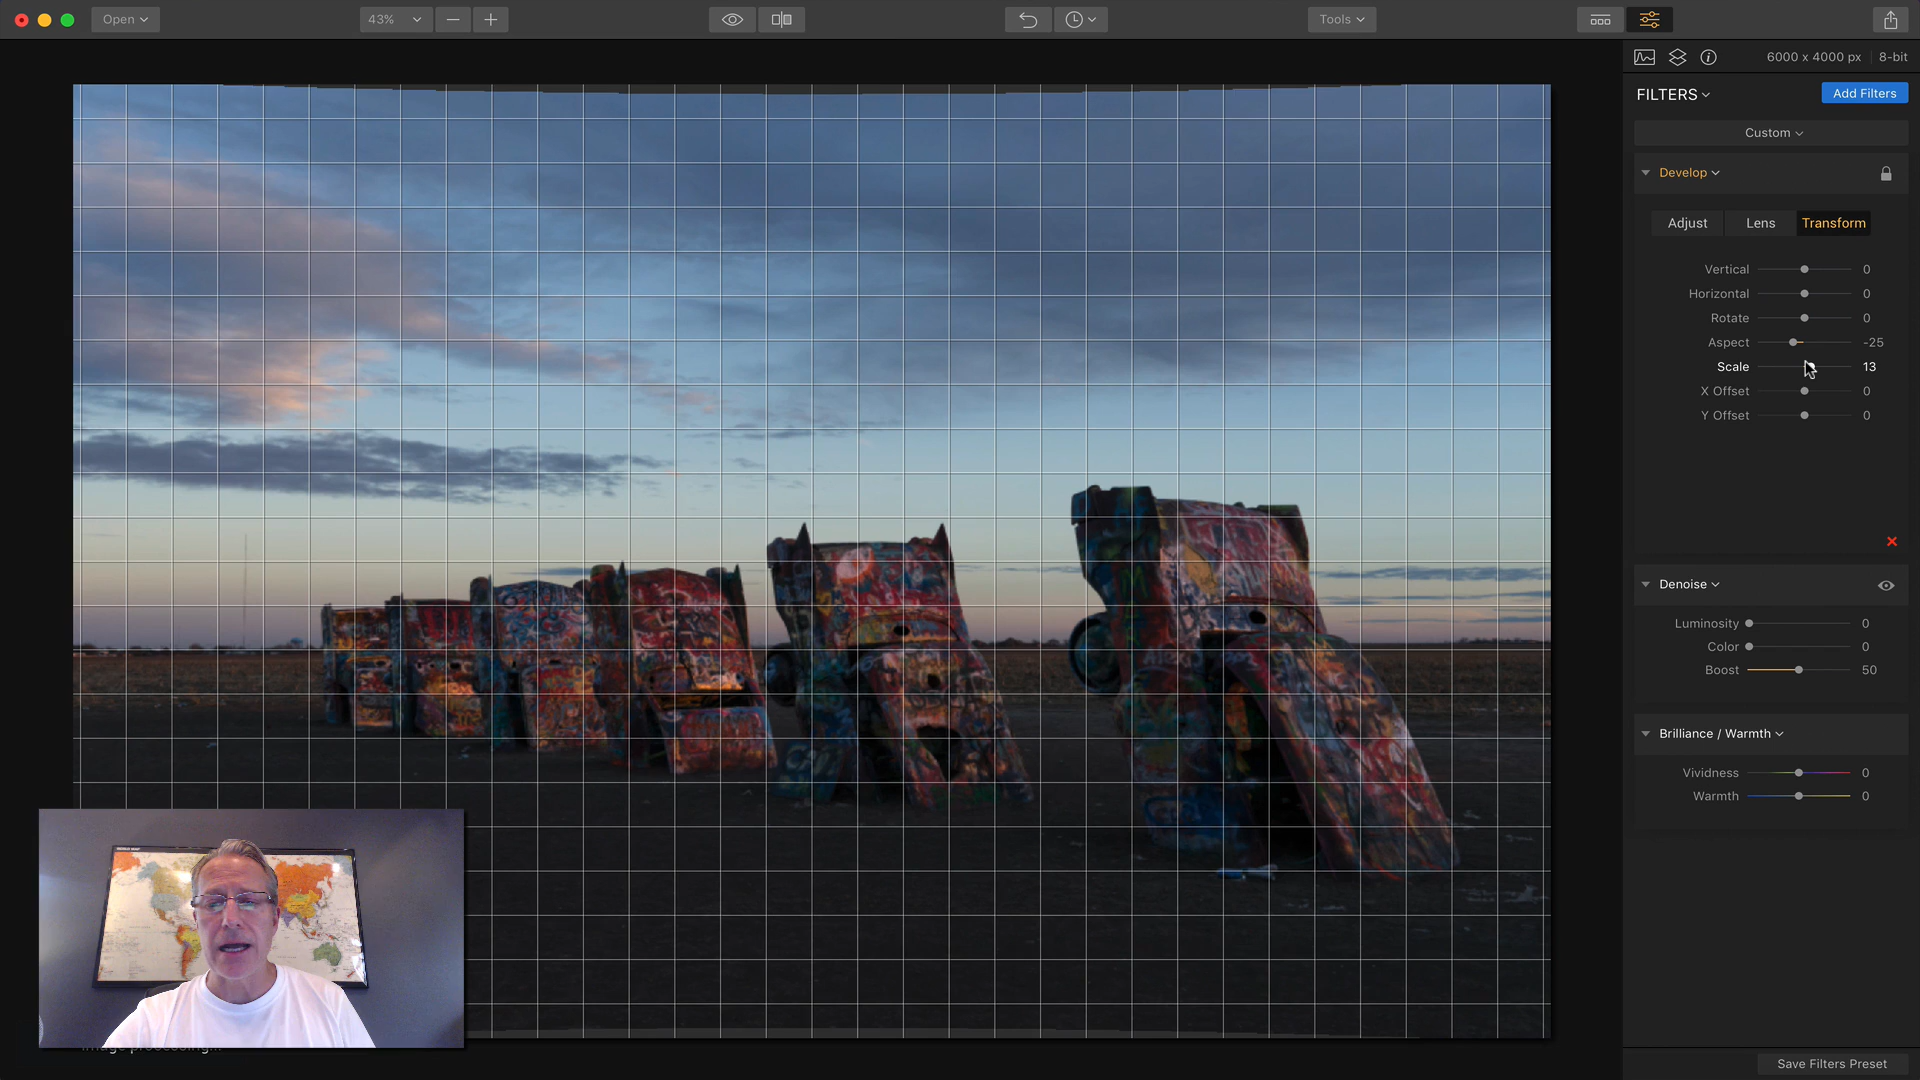 Open
43%
Tools
6000 x 4000 px
8-bit
FILTERS
Add Filters
Custom
Develop
Adjust
Lens
Transform
Vertical 0
Horizontal 0
Rotate 0
Aspect -25
Scale 13
X Offset 0
Y Offset 0
Denoise
Luminosity 0
Color 0
Boost 50
Brilliance / Warmth
Vividness 0
Warmth 0
Image processing...
Save Filters Preset